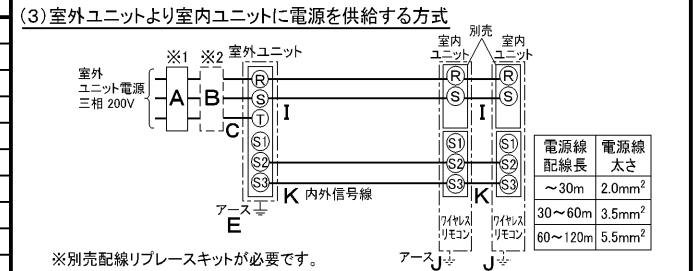 (3)室外ユニットより室内ユニットに電源を供給する方式
※1 ※2 室外ユニット
別売
室内
ユニット
室内
ユニット
室外
ユニット電源
三相 200V
A B C
R
S
T
S1
S2
S3
I
K 内外信号線
R
S
S1
S2
S3
I
K
R
S
S1
S2
S3
アース
E
ワイヤレス
リモコン
ワイヤレス
リモコン
アース J J
電源線
配線長
電源線
太さ
～30m 2.0mm²
30～60m 3.5mm²
60～120m 5.5mm²
※別売配線リプレースキットが必要です。